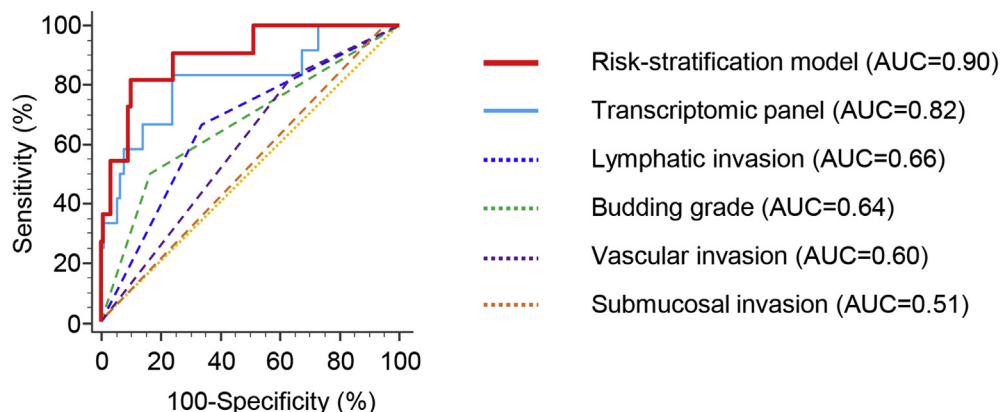 100
80
60
40
20
0
Sensitivity (%)
0 20 40 60 80 100
100-Specificity (%)
Risk-stratification model (AUC=0.90)
Transcriptomic panel (AUC=0.82)
Lymphatic invasion (AUC=0.66)
Budding grade (AUC=0.64)
Vascular invasion (AUC=0.60)
Submucosal invasion (AUC=0.51)